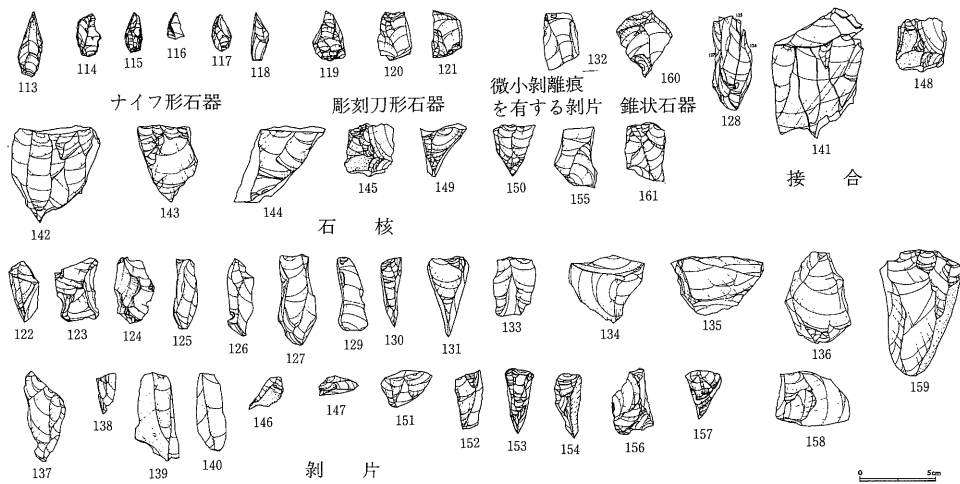 113 114 115 116 117 118 119 120 121 132 160 128 141 148
ナイフ形石器 彫刻刀形石器 微小剥離痕を有する剥片 錐状石器
142 143 144 145 149 150 155 161 接合
石核
122 123 124 125 126 127 129 130 131 133 134 135 136 159
137 138 139 140 146 147 151 152 153 154 156 157 158
剥片
0 5cm